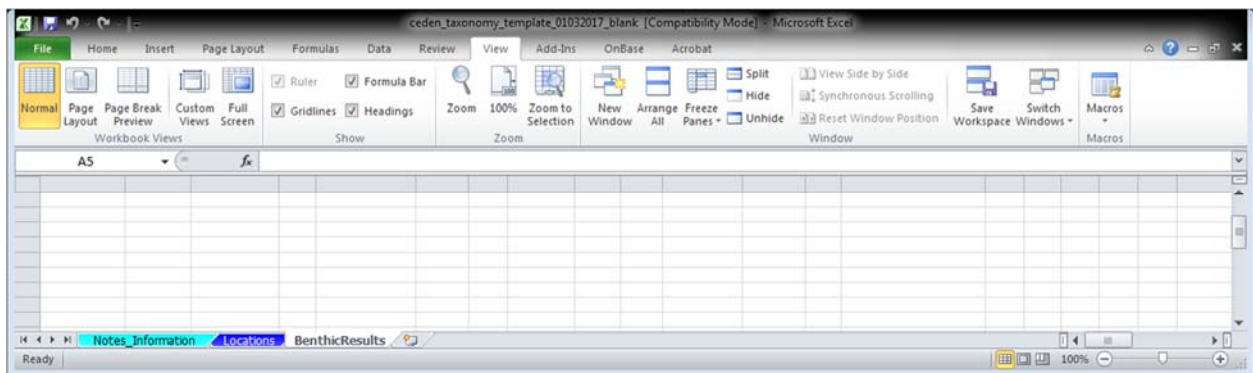 ceden_taxonomy_template_01032017_blank [Compatibility Mode] - Microsoft Excel
File Home Insert Page Layout Formulas Data Review View Add-Ins OnBase Acrobat
Normal Page Layout Page Break Preview Custom Views Full Screen
Workbook Views
Ruler Formula Bar
Gridlines Headings
Show
Zoom 100% Zoom to Selection
Zoom
New Window Arrange All Freeze Panes
Split
Hide
Unhide
View Side by Side
Synchronous Scrolling
Reset Window Position
Save Workspace Switch Windows
Window
Macros
Macros
A5 fx
Notes_Information Locations BenthicResults
Ready 100%